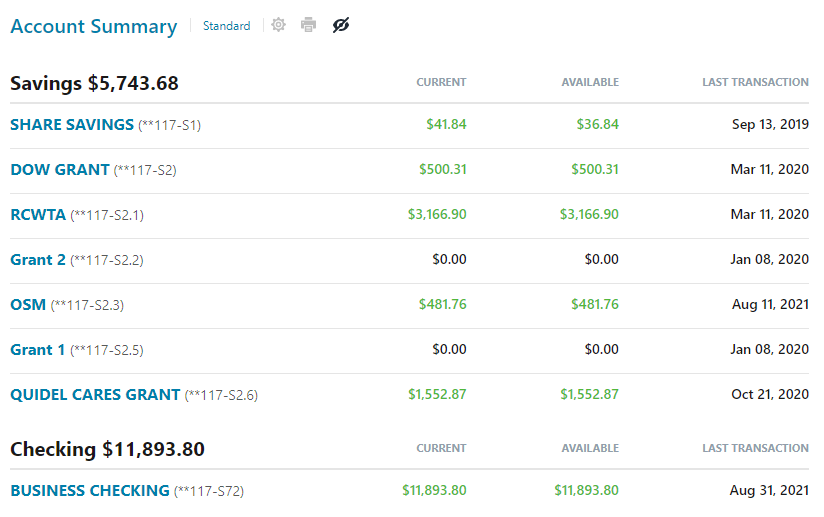 Account Summary Standard
Savings $5,743.68 CURRENT AVAILABLE LAST TRANSACTION
SHARE SAVINGS (**117-S1) $41.84 $36.84 Sep 13, 2019
DOW GRANT (**117-S2) $500.31 $500.31 Mar 11, 2020
RCWTA (**117-S2.1) $3,166.90 $3,166.90 Mar 11, 2020
Grant 2 (**117-S2.2) $0.00 $0.00 Jan 08, 2020
OSM (**117-S2.3) $481.76 $481.76 Aug 11, 2021
Grant 1 (**117-S2.5) $0.00 $0.00 Jan 08, 2020
QUIDEL CARES GRANT (**117-S2.6) $1,552.87 $1,552.87 Oct 21, 2020
Checking $11,893.80 CURRENT AVAILABLE LAST TRANSACTION
BUSINESS CHECKING (**117-S72) $11,893.80 $11,893.80 Aug 31, 2021